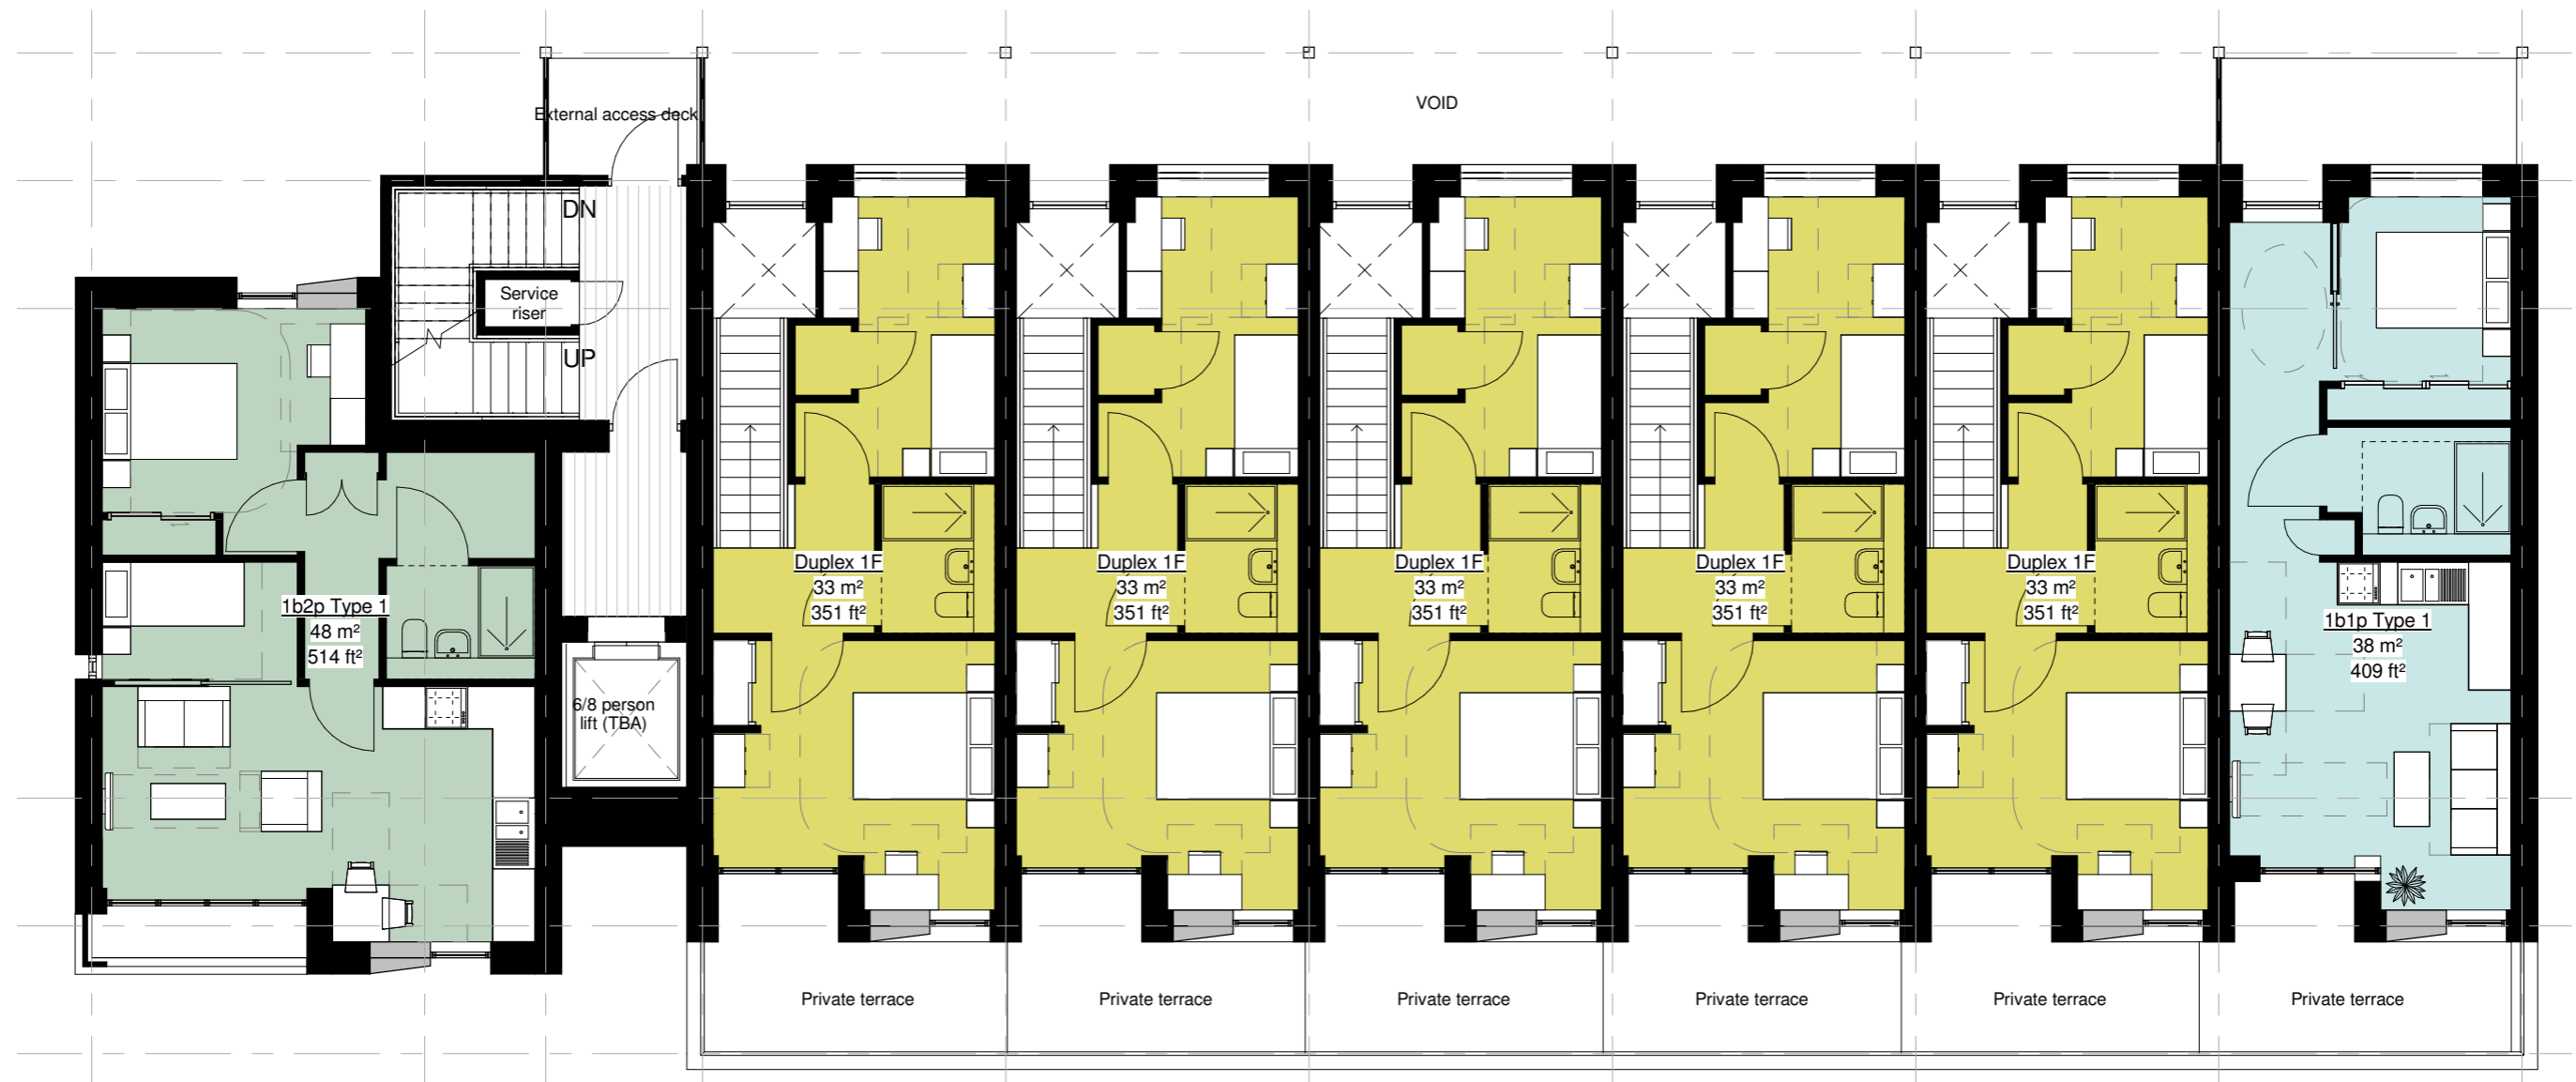 External access deck
VOID
DN
Service
riser
UP
Duplex 1F
33 m²
351 ft²
Duplex 1F
33 m²
351 ft²
Duplex 1F
33 m²
351 ft²
Duplex 1F
33 m²
351 ft²
Duplex 1F
33 m²
351 ft²
1b2p Type 1
48 m²
514 ft²
1b1p Type 1
38 m²
409 ft²
6/8 person
lift (TBA)
Private terrace
Private terrace
Private terrace
Private terrace
Private terrace
Private terrace